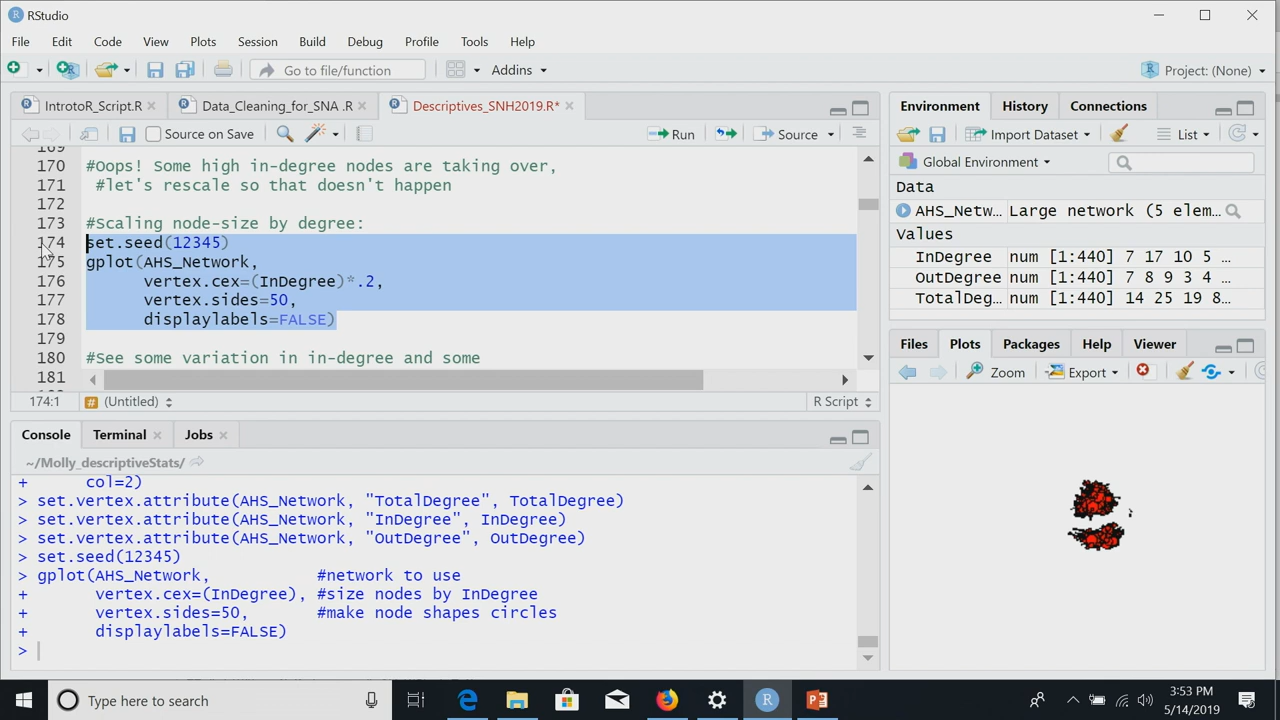 RStudio
File Edit Code View Plots Session Build Debug Profile Tools Help
Go to file/function Addins Project: (None)
IntrotoR_Script.R Data_Cleaning_for_SNA .R Descriptives_SNH2019.R*
Source on Save Run Source
169
170 #Oops! Some high in-degree nodes are taking over,
171 #let's rescale so that doesn't happen
172
173 #Scaling node-size by degree:
174 set.seed(12345)
175 gplot(AHS_Network,
176 vertex.cex=(InDegree)*.2,
177 vertex.sides=50,
178 displaylabels=FALSE)
179
180 #See some variation in in-degree and some
181
174:1 (Untitled) R Script
Console Terminal Jobs
~/Molly_descriptiveStats/
+ col=2)
> set.vertex.attribute(AHS_Network, "TotalDegree", TotalDegree)
> set.vertex.attribute(AHS_Network, "InDegree", InDegree)
> set.vertex.attribute(AHS_Network, "OutDegree", OutDegree)
> set.seed(12345)
> gplot(AHS_Network, #network to use
+ vertex.cex=(InDegree), #size nodes by InDegree
+ vertex.sides=50, #make node shapes circles
+ displaylabels=FALSE)
>
Environment History Connections
Import Dataset List
Global Environment
Data
AHS_Netw… Large network (5 elem…
Values
InDegree num [1:440] 7 17 10 5 …
OutDegree num [1:440] 7 8 9 3 4 …
TotalDeg… num [1:440] 14 25 19 8…
Files Plots Packages Help Viewer
Zoom Export
Type here to search
3:53 PM
5/14/2019